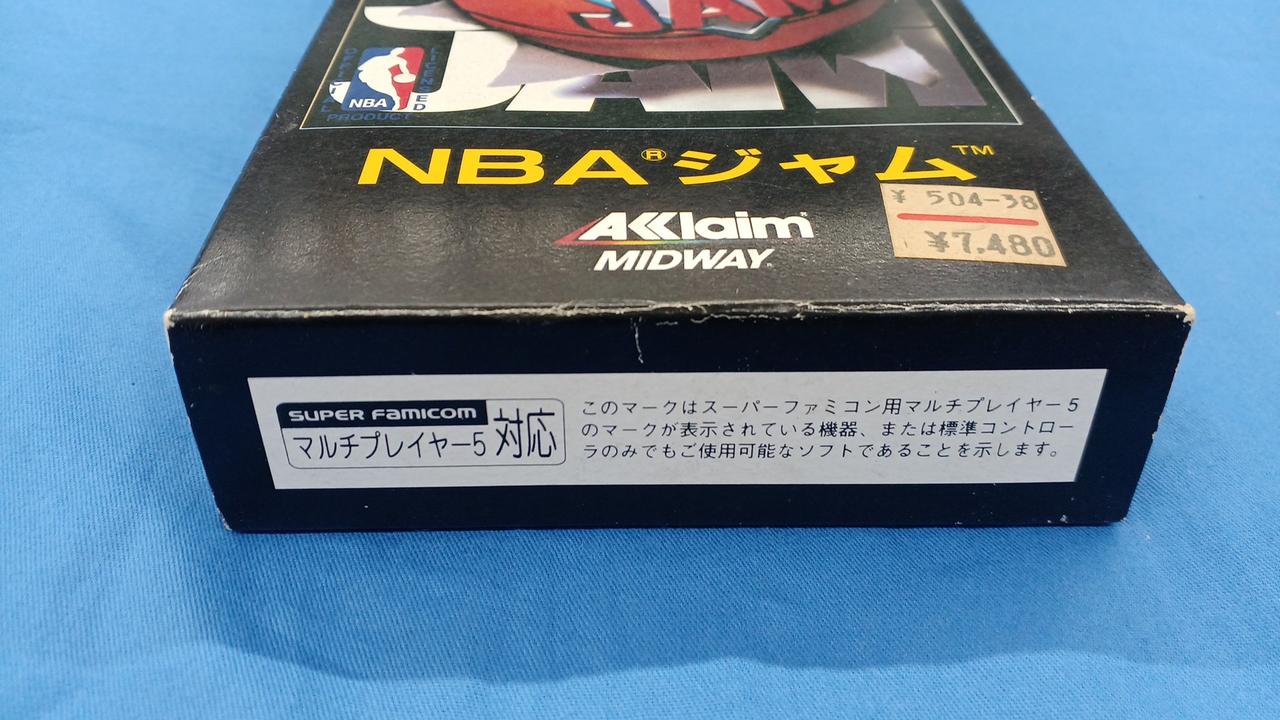 JAM
JAM
OFFICIAL LICENSED
NBA
PRODUCT
NBA®ジャム™
¥ 504-38
¥7,480
AKKlaim®
MIDWAY®
SUPER FAMICOM
マルチプレイヤー5 対応
このマークはスーパーファミコン用マルチプレイヤー5
のマークが表示されている機器、または標準コントロー
ラのみでもご使用可能なソフトであることを示します。